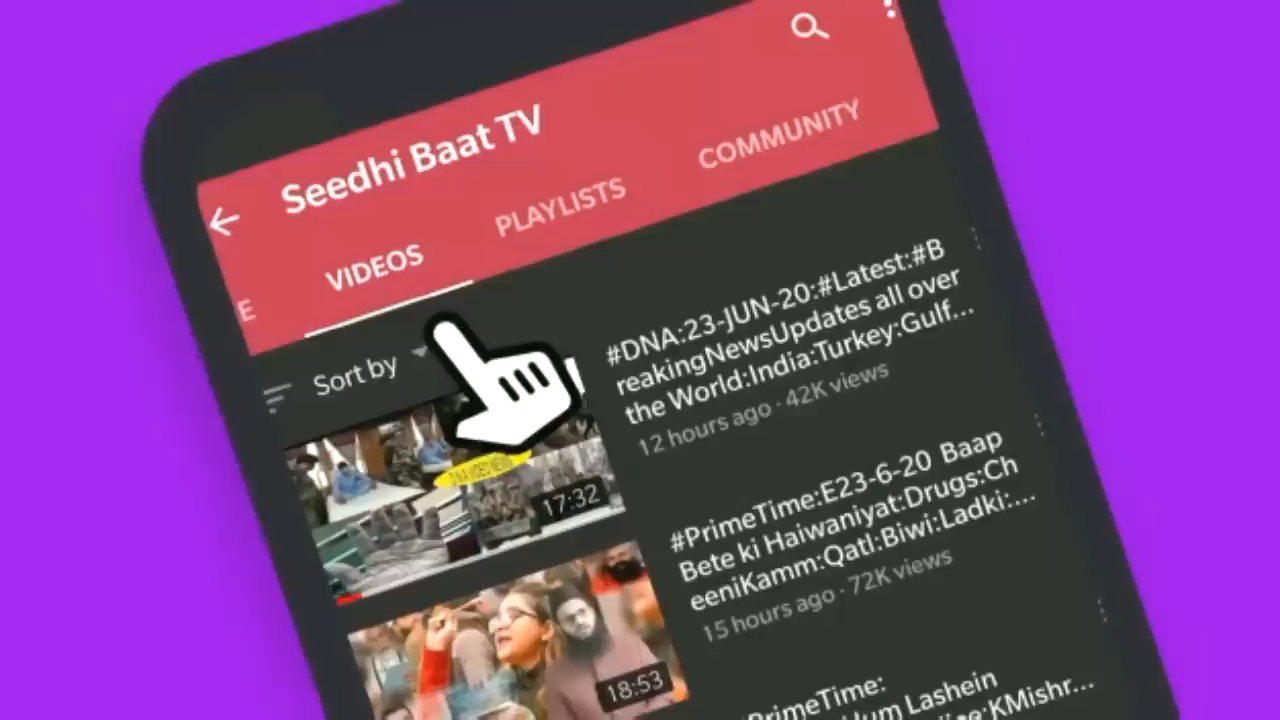 Seedhi Baat TV
E
VIDEOS
PLAYLISTS
COMMUNITY
Sort by
#DNA:23-JUN-20:#Latest:#B
reakingNewsUpdates all over
the World:India:Turkey:Gulf...
12 hours ago · 42K views
17:32
#PrimeTime:E23-6-20 Baap
Bete ki Haiwaniyat:Drugs:Ch
eeniKamm:Qatl:Biwi:Ladki:...
15 hours ago · 72K views
18:53
PrimeTime:
Hum Lashein
KMishr...